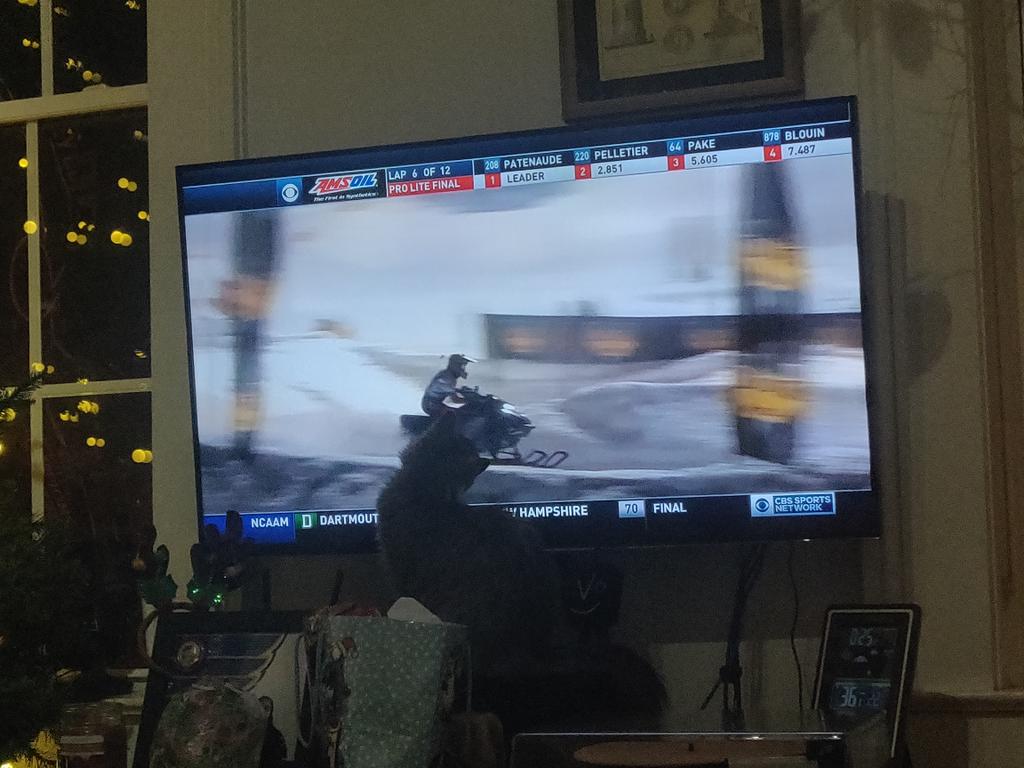 AMSOIL
The First in Synthetics
LAP 6 OF 12
PRO LITE FINAL
208 PATENAUDE
1 LEADER
220 PELLETIER
2 2.851
64 PAKE
3 5.605
878 BLOUIN
4 7.487
NCAAM D DARTMOUT HAMPSHIRE 70 FINAL
CBS SPORTS
NETWORK